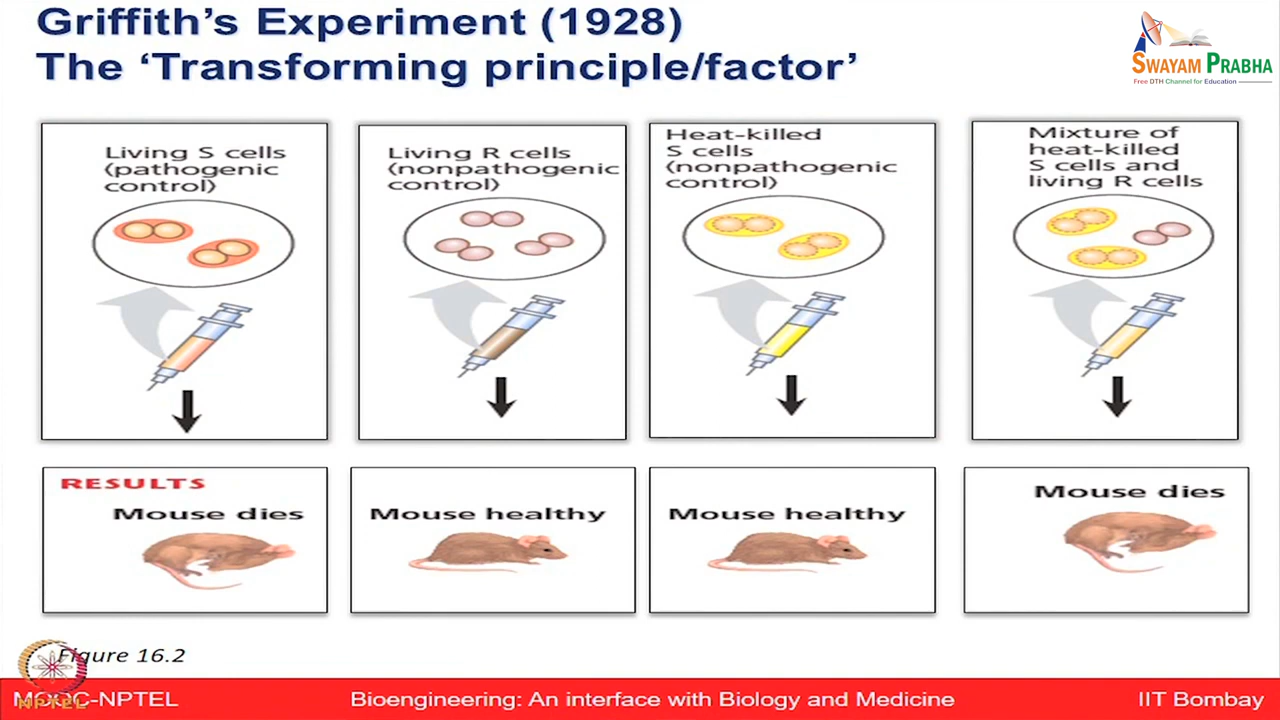 Griffith’s Experiment (1928)
The ‘Transforming principle/factor’
SWAYAM PRABHA
Free DTH Channel for Education
Living S cells
(pathogenic
control)
Living R cells
(nonpathogenic
control)
Heat-killed
S cells
(nonpathogenic
control)
Mixture of
heat-killed
S cells and
living R cells
RESULTS
Mouse dies
Mouse healthy
Mouse healthy
Mouse dies
Figure 16.2
MOOC-NPTEL
NPTEL
Bioengineering: An interface with Biology and Medicine
IIT Bombay